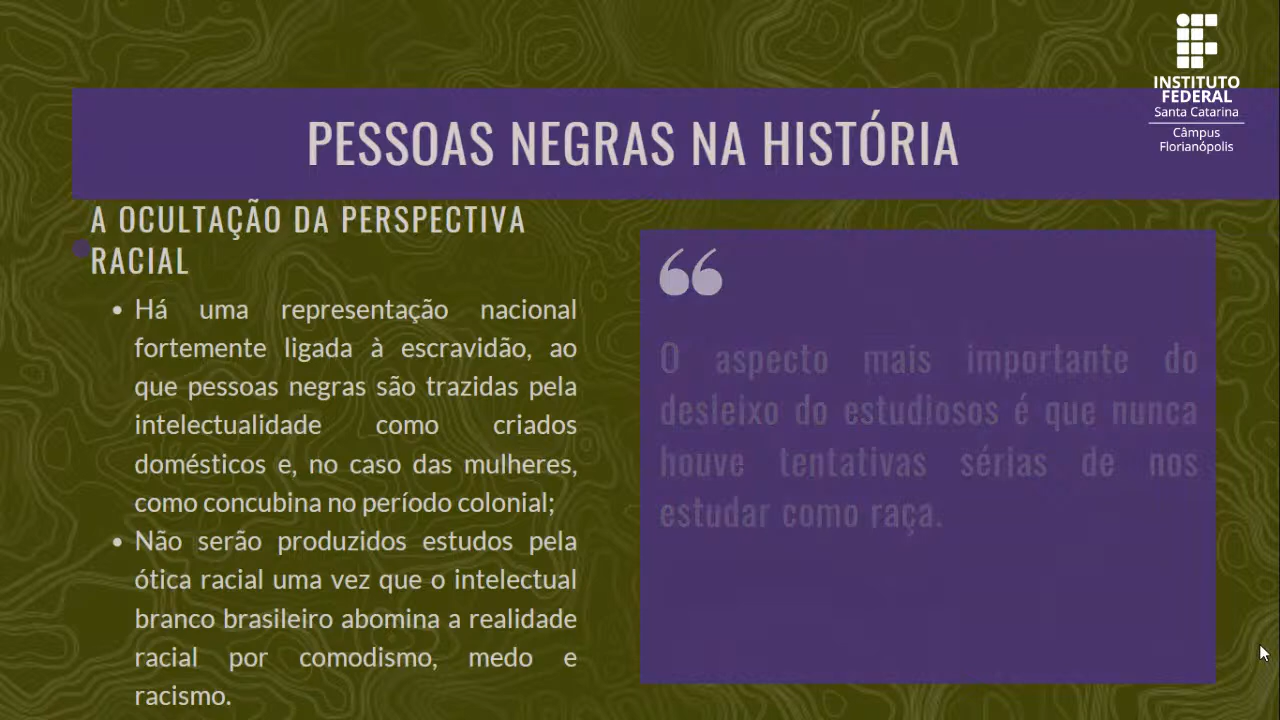 INSTITUTO
FEDERAL
Santa Catarina
Câmpus
Florianópolis
PESSOAS NEGRAS NA HISTÓRIA
A OCULTAÇÃO DA PERSPECTIVA
RACIAL
• Há uma representação nacional
fortemente ligada à escravidão, ao
que pessoas negras são trazidas pela
intelectualidade como criados
domésticos e, no caso das mulheres,
como concubina no período colonial;
• Não serão produzidos estudos pela
ótica racial uma vez que o intelectual
branco brasileiro abomina a realidade
racial por comodismo, medo e
racismo.
“
O aspecto mais importante do
desleixo do estudiosos é que nunca
houve tentativas sérias de nos
estudar como raça.